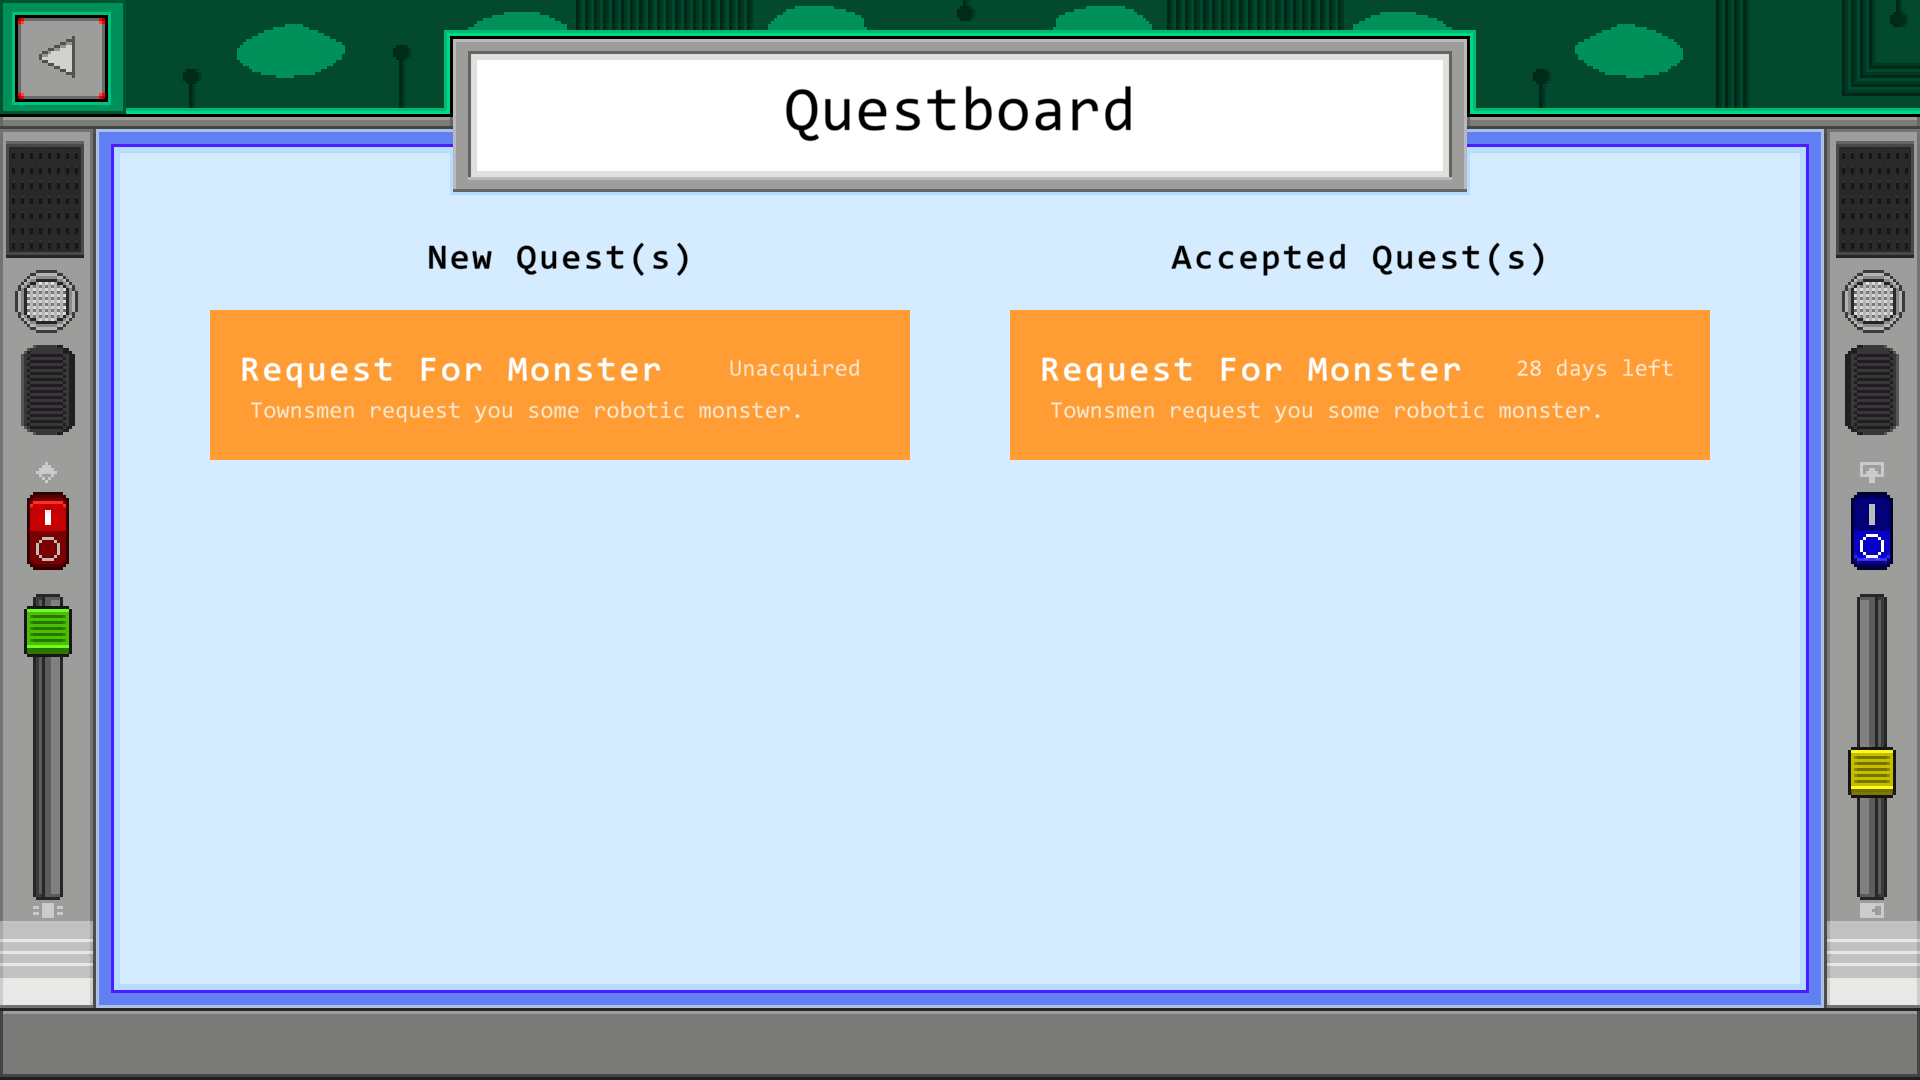 Questboard
New Quest(s)
Request For Monster Unacquired
Townsmen request you some robotic monster.
Accepted Quest(s)
Request For Monster 28 days left
Townsmen request you some robotic monster.